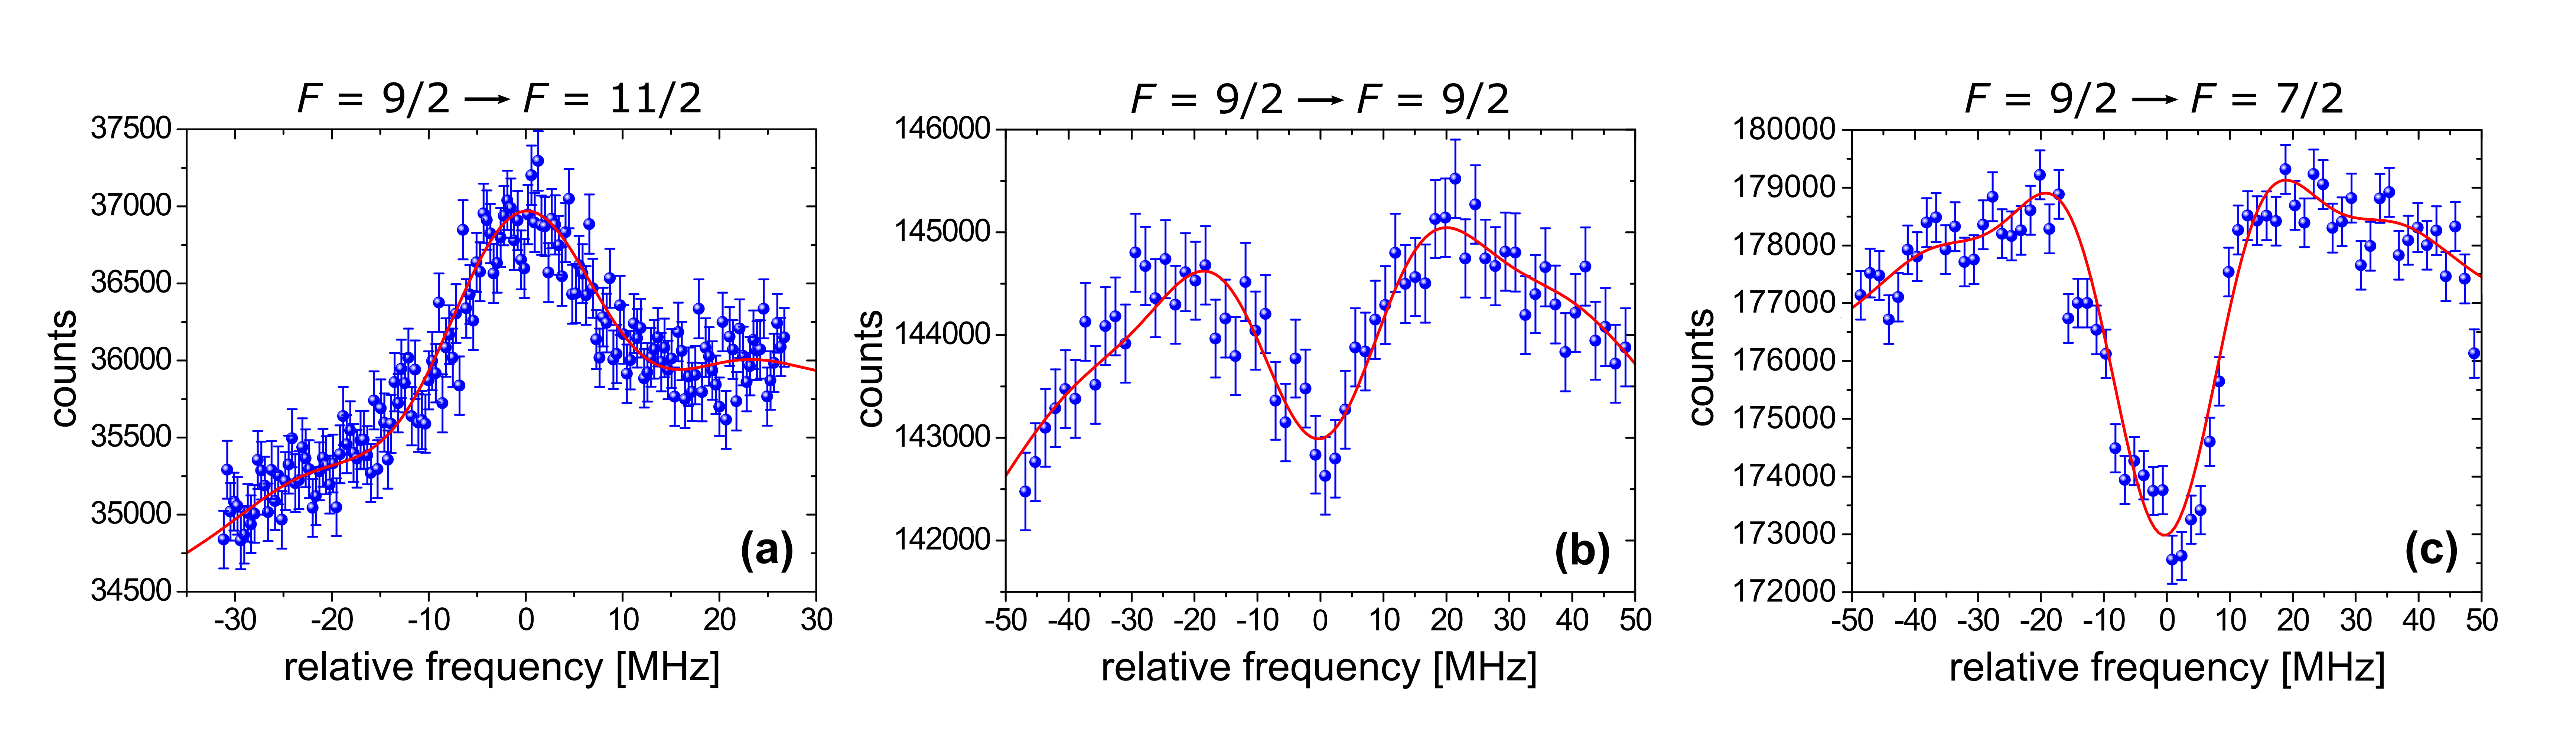 F = 9/2 → F = 11/2
37500
37000
36500
36000
35500
35000
34500
counts
-30 -20 -10 0 10 20 30
relative frequency [MHz]
(a)
F = 9/2 → F = 9/2
146000
145000
144000
143000
142000
counts
-50 -40 -30 -20 -10 0 10 20 30 40 50
relative frequency [MHz]
(b)
F = 9/2 → F = 7/2
180000
179000
178000
177000
176000
175000
174000
173000
172000
counts
-50 -40 -30 -20 -10 0 10 20 30 40 50
relative frequency [MHz]
(c)